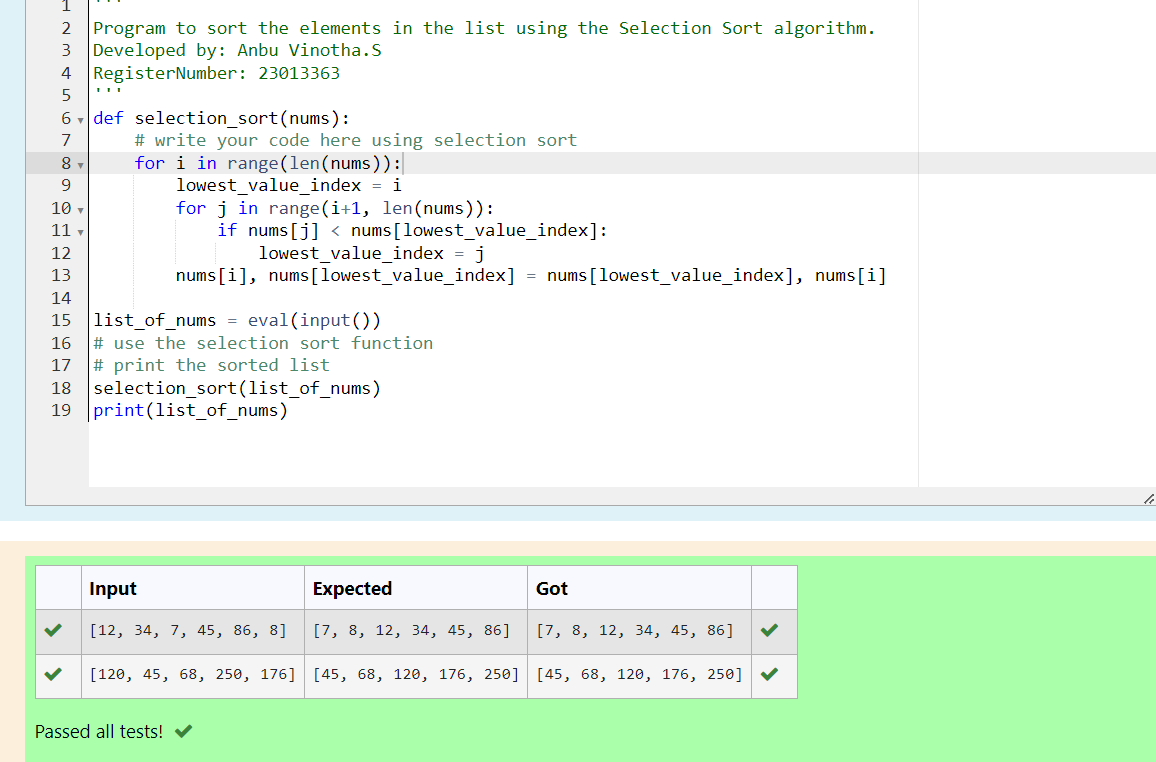 1 '''
2 Program to sort the elements in the list using the Selection Sort algorithm.
3 Developed by: Anbu Vinotha.S
4 RegisterNumber: 23013363
5 '''
6 def selection_sort(nums):
7     # write your code here using selection sort
8     for i in range(len(nums)):
9         lowest_value_index = i
10         for j in range(i+1, len(nums)):
11             if nums[j] < nums[lowest_value_index]:
12                 lowest_value_index = j
13         nums[i], nums[lowest_value_index] = nums[lowest_value_index], nums[i]
14
15 list_of_nums = eval(input())
16 # use the selection sort function
17 # print the sorted list
18 selection_sort(list_of_nums)
19 print(list_of_nums)
Input Expected Got
[12, 34, 7, 45, 86, 8] [7, 8, 12, 34, 45, 86] [7, 8, 12, 34, 45, 86]
[120, 45, 68, 250, 176] [45, 68, 120, 176, 250] [45, 68, 120, 176, 250]
Passed all tests!